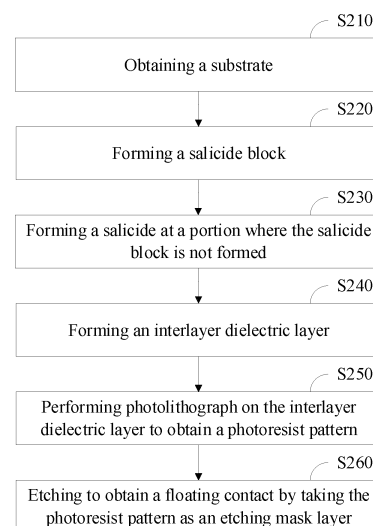 S210
Obtaining a substrate
S220
Forming a salicide block
S230
Forming a salicide at a portion where the salicide
block is not formed
S240
Forming an interlayer dielectric layer
S250
Performing photolithograph on the interlayer
dielectric layer to obtain a photoresist pattern
S260
Etching to obtain a floating contact by taking the
photoresist pattern as an etching mask layer